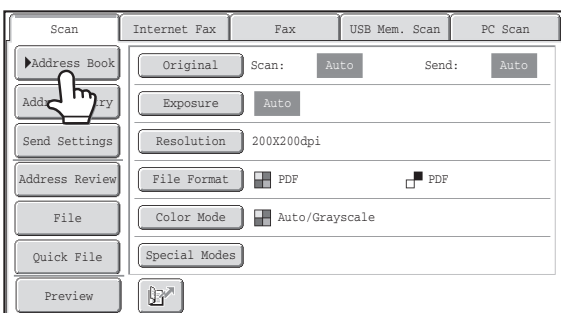 Scan Internet Fax Fax USB Mem. Scan PC Scan
Address Book Original Scan: Auto Send: Auto
Exposure Auto
Send Settings Resolution 200X200dpi
Address Review File Format PDF PDF
File Color Mode Auto/Grayscale
Quick File Special Modes
Preview